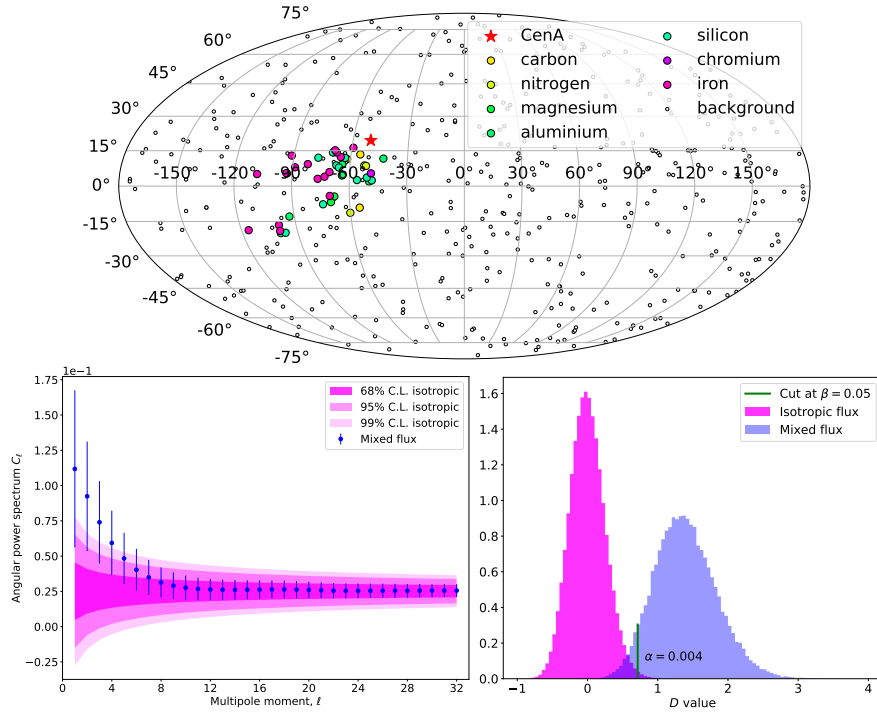 75°
60°
45°
30°
15°
0°
-15°
-30°
-45°
-60°
-75°
-150° -120° -90° -60° -30° 0° 30° 60° 90° 120° 150°
CenA
carbon
nitrogen
magnesium
aluminium
silicon
chromium
iron
background
1e−1
1.75
1.50
1.25
1.00
0.75
0.50
0.25
0.00
−0.25
Angular power spectrum Cℓ
68% C.L. isotropic
95% C.L. isotropic
99% C.L. isotropic
Mixed flux
0 4 8 12 16 20 24 28 32
Multipole moment, ℓ
1.6
1.4
1.2
1.0
0.8
0.6
0.4
0.2
0.0
Cut at β = 0.05
Isotropic flux
Mixed flux
α = 0.004
−1 0 1 2 3 4
D value